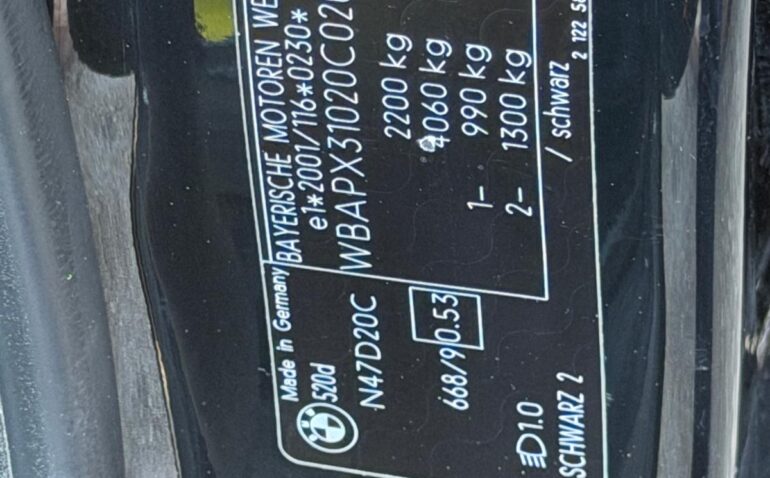 Made in Germany
520d
BAYERISCHE MOTOREN
e1*2001/116*0230*
N47D20C
WBAPX31020C02
2200 kg
668/9 0.53
4060 kg
1- 990 kg
2- 1300 kg
1.0
/ schwarz
SCHWARZ 2
2 122